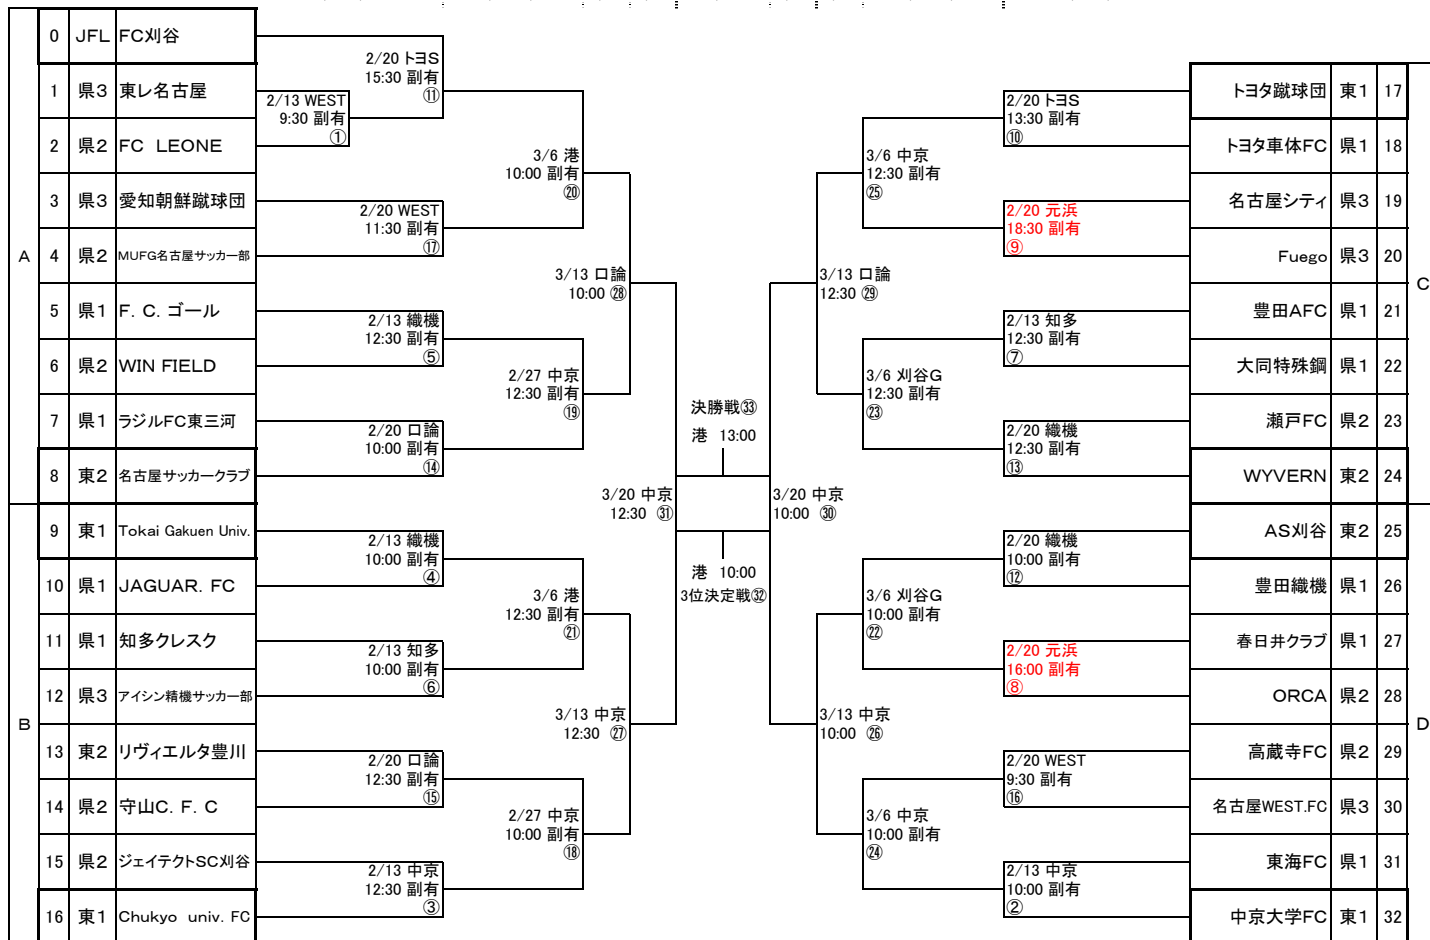 A
0 JFL FC刈谷
1 県3 東レ名古屋
2 県2 FC LEONE
3 県3 愛知朝鮮蹴球団
4 県2 MUFG名古屋サッカー部
5 県1 F. C. ゴール
6 県2 WIN FIELD
7 県1 ラジルFC東三河
8 東2 名古屋サッカークラブ
B
9 東1 Tokai Gakuen Univ.
10 県1 JAGUAR. FC
11 県1 知多クレスク
12 県3 アイシン精機サッカー部
13 東2 リヴィエルタ豊川
14 県2 守山C. F. C
15 県2 ジェイテクトSC刈谷
16 東1 Chukyo univ. FC
2/13 WEST
9:30 副有
①
2/20 トヨS
15:30 副有
⑪
2/20 WEST
11:30 副有
⑰
2/13 織機
12:30 副有
⑤
2/20 口論
10:00 副有
⑭
2/13 織機
10:00 副有
④
2/13 知多
10:00 副有
⑥
2/20 口論
12:30 副有
⑮
2/13 中京
12:30 副有
③
3/6 港
10:00 副有
⑳
2/27 中京
12:30 副有
⑲
3/6 港
12:30 副有
㉑
2/27 中京
10:00 副有
⑱
3/13 口論
10:00 ㉘
3/13 中京
12:30 ㉗
3/20 中京
12:30 ㉛
決勝戦㉝
港 13:00
港 10:00
3位決定戦㉜
3/20 中京
10:00 ㉚
3/13 口論
12:30 ㉙
3/13 中京
10:00 ㉖
3/6 中京
12:30 副有
㉕
3/6 刈谷G
12:30 副有
㉓
3/6 刈谷G
10:00 副有
㉒
3/6 中京
10:00 副有
㉔
2/20 トヨS
13:30 副有
⑩
2/20 元浜
18:30 副有
⑨
2/13 知多
12:30 副有
⑦
2/20 織機
12:30 副有
⑬
2/20 織機
10:00 副有
⑫
2/20 元浜
16:00 副有
⑧
2/20 WEST
9:30 副有
⑯
2/13 中京
10:00 副有
②
トヨタ蹴球団 東1 17
トヨタ車体FC 県1 18
名古屋シティ 県3 19
Fuego 県3 20
豊田AFC 県1 21
大同特殊鋼 県1 22
瀬戸FC 県2 23
WYVERN 東2 24
C
AS刈谷 東2 25
豊田織機 県1 26
春日井クラブ 県1 27
ORCA 県2 28
高蔵寺FC 県2 29
名古屋WEST.FC 県3 30
東海FC 県1 31
中京大学FC 東1 32
D